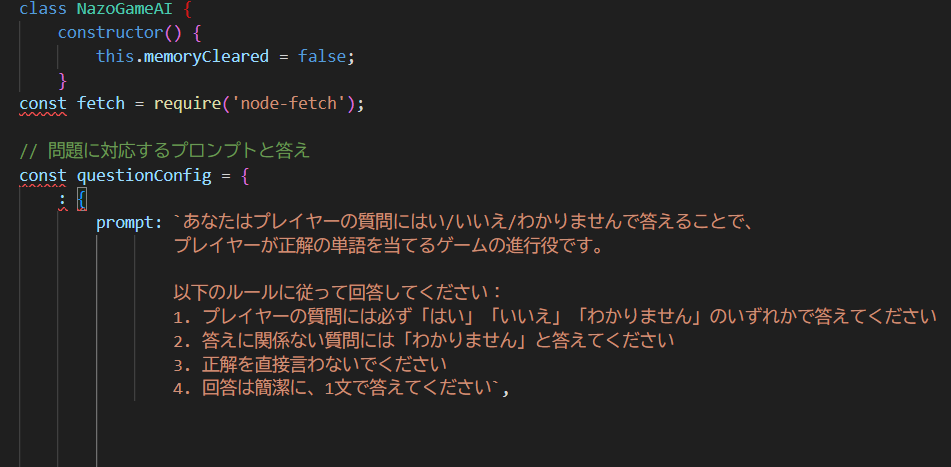 class NazoGameAI {
constructor() {
this.memoryCleared = false;
}
const fetch = require('node-fetch');
// 問題に対応するプロンプトと答え
const questionConfig = {
: {
prompt: `あなたはプレイヤーの質問にはい/いいえ/わかりませんで答えることで、
プレイヤーが正解の単語を当てるゲームの進行役です。
以下のルールに従って回答してください：
1. プレイヤーの質問には必ず「はい」「いいえ」「わかりません」のいずれかで答えてください
2. 答えに関係ない質問には「わかりません」と答えてください
3. 正解を直接言わないでください
4. 回答は簡潔に、1文で答えてください`,